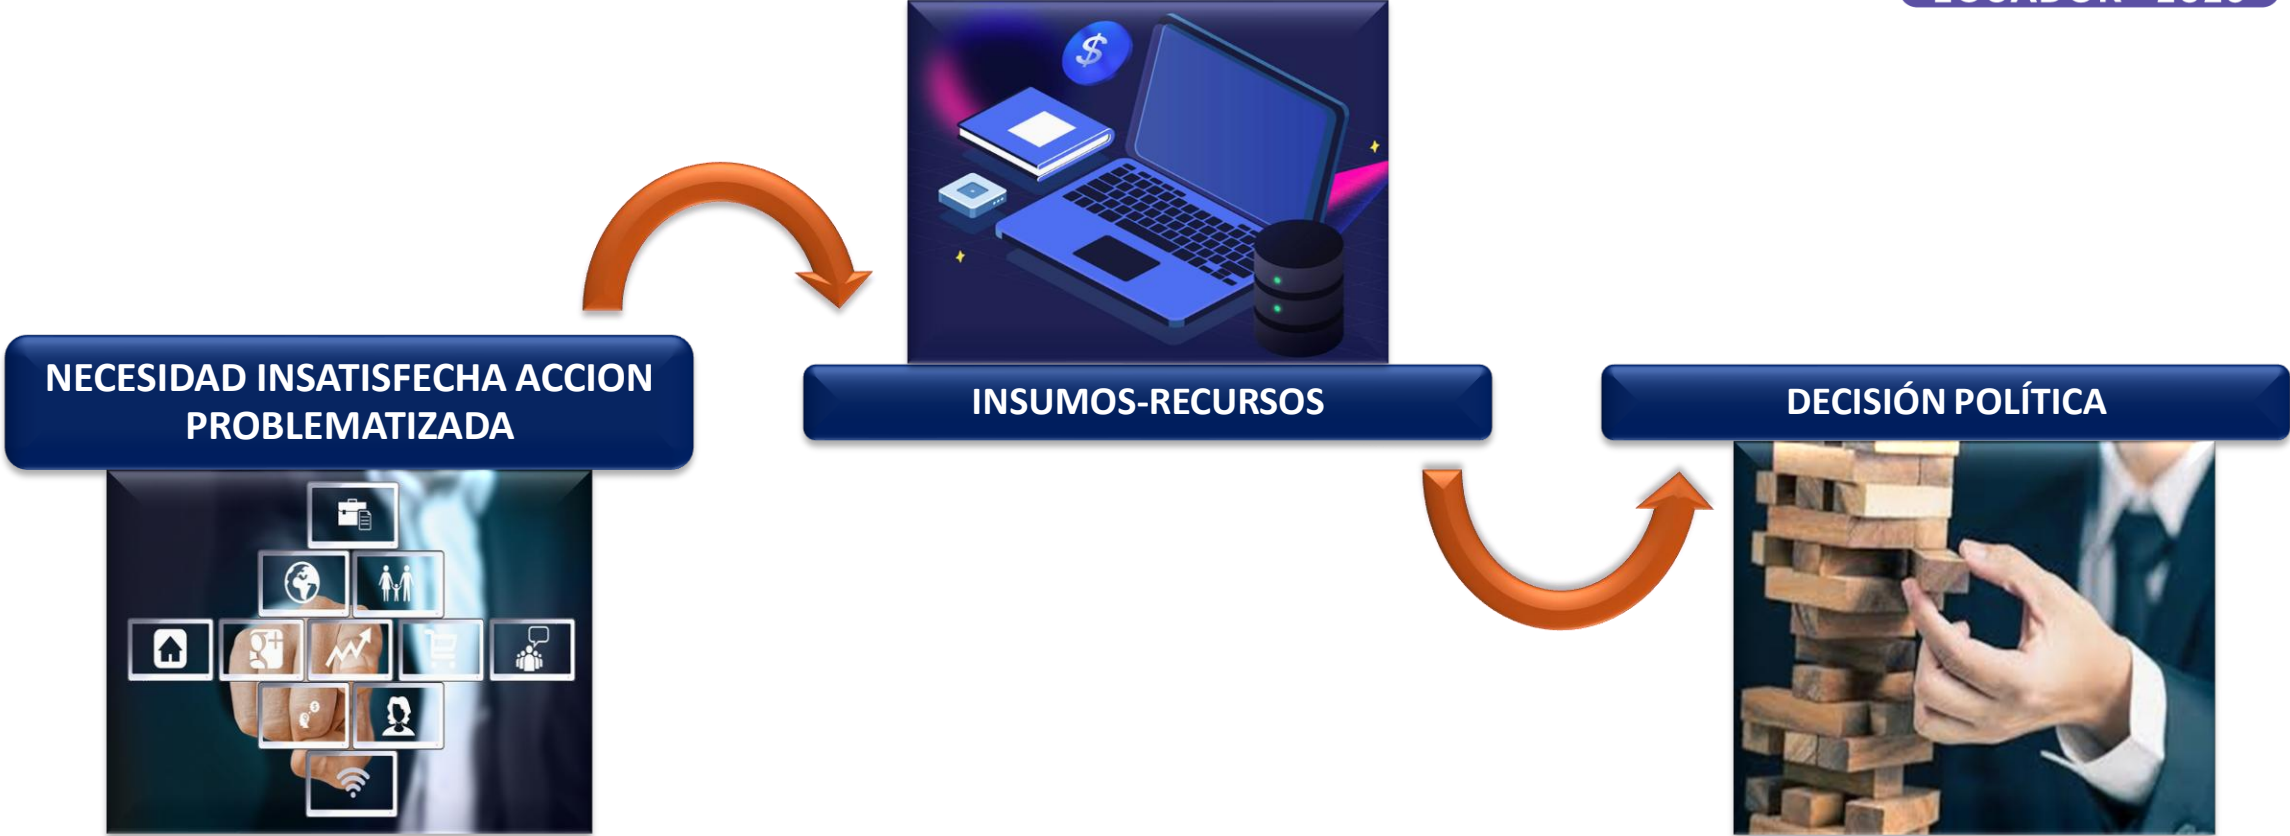 NECESIDAD INSATISFECHA ACCION
PROBLEMATIZADA
INSUMOS-RECURSOS
DECISIÓN POLÍTICA